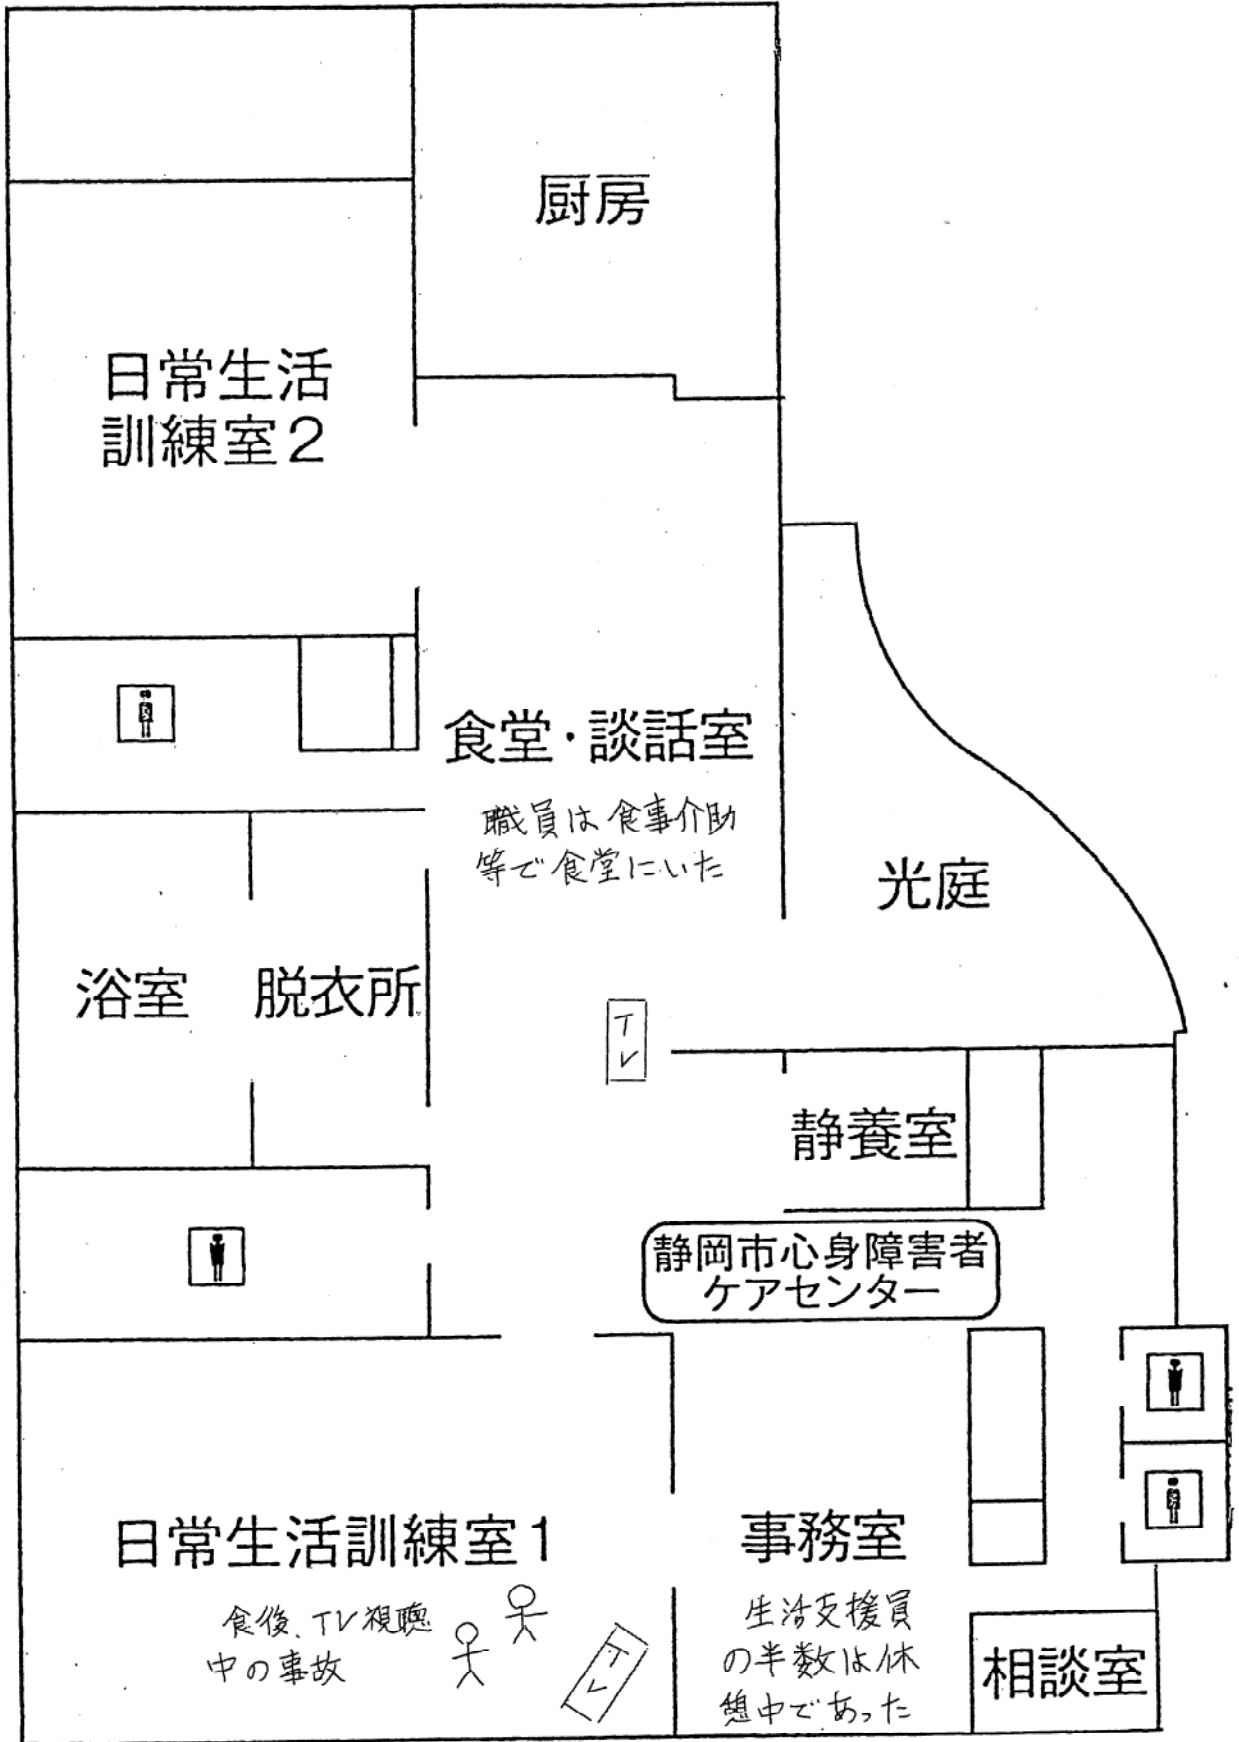 厨房
日常生活
訓練室2
食堂・談話室
職員は食事介助
等で食堂にいた
光庭
浴室
脱衣所
TV
静養室
静岡市心身障害者
ケアセンター
日常生活訓練室1
食後、TV視聴
中の事故
TV
事務室
生活支援員
の半数は休
憩中であった
相談室